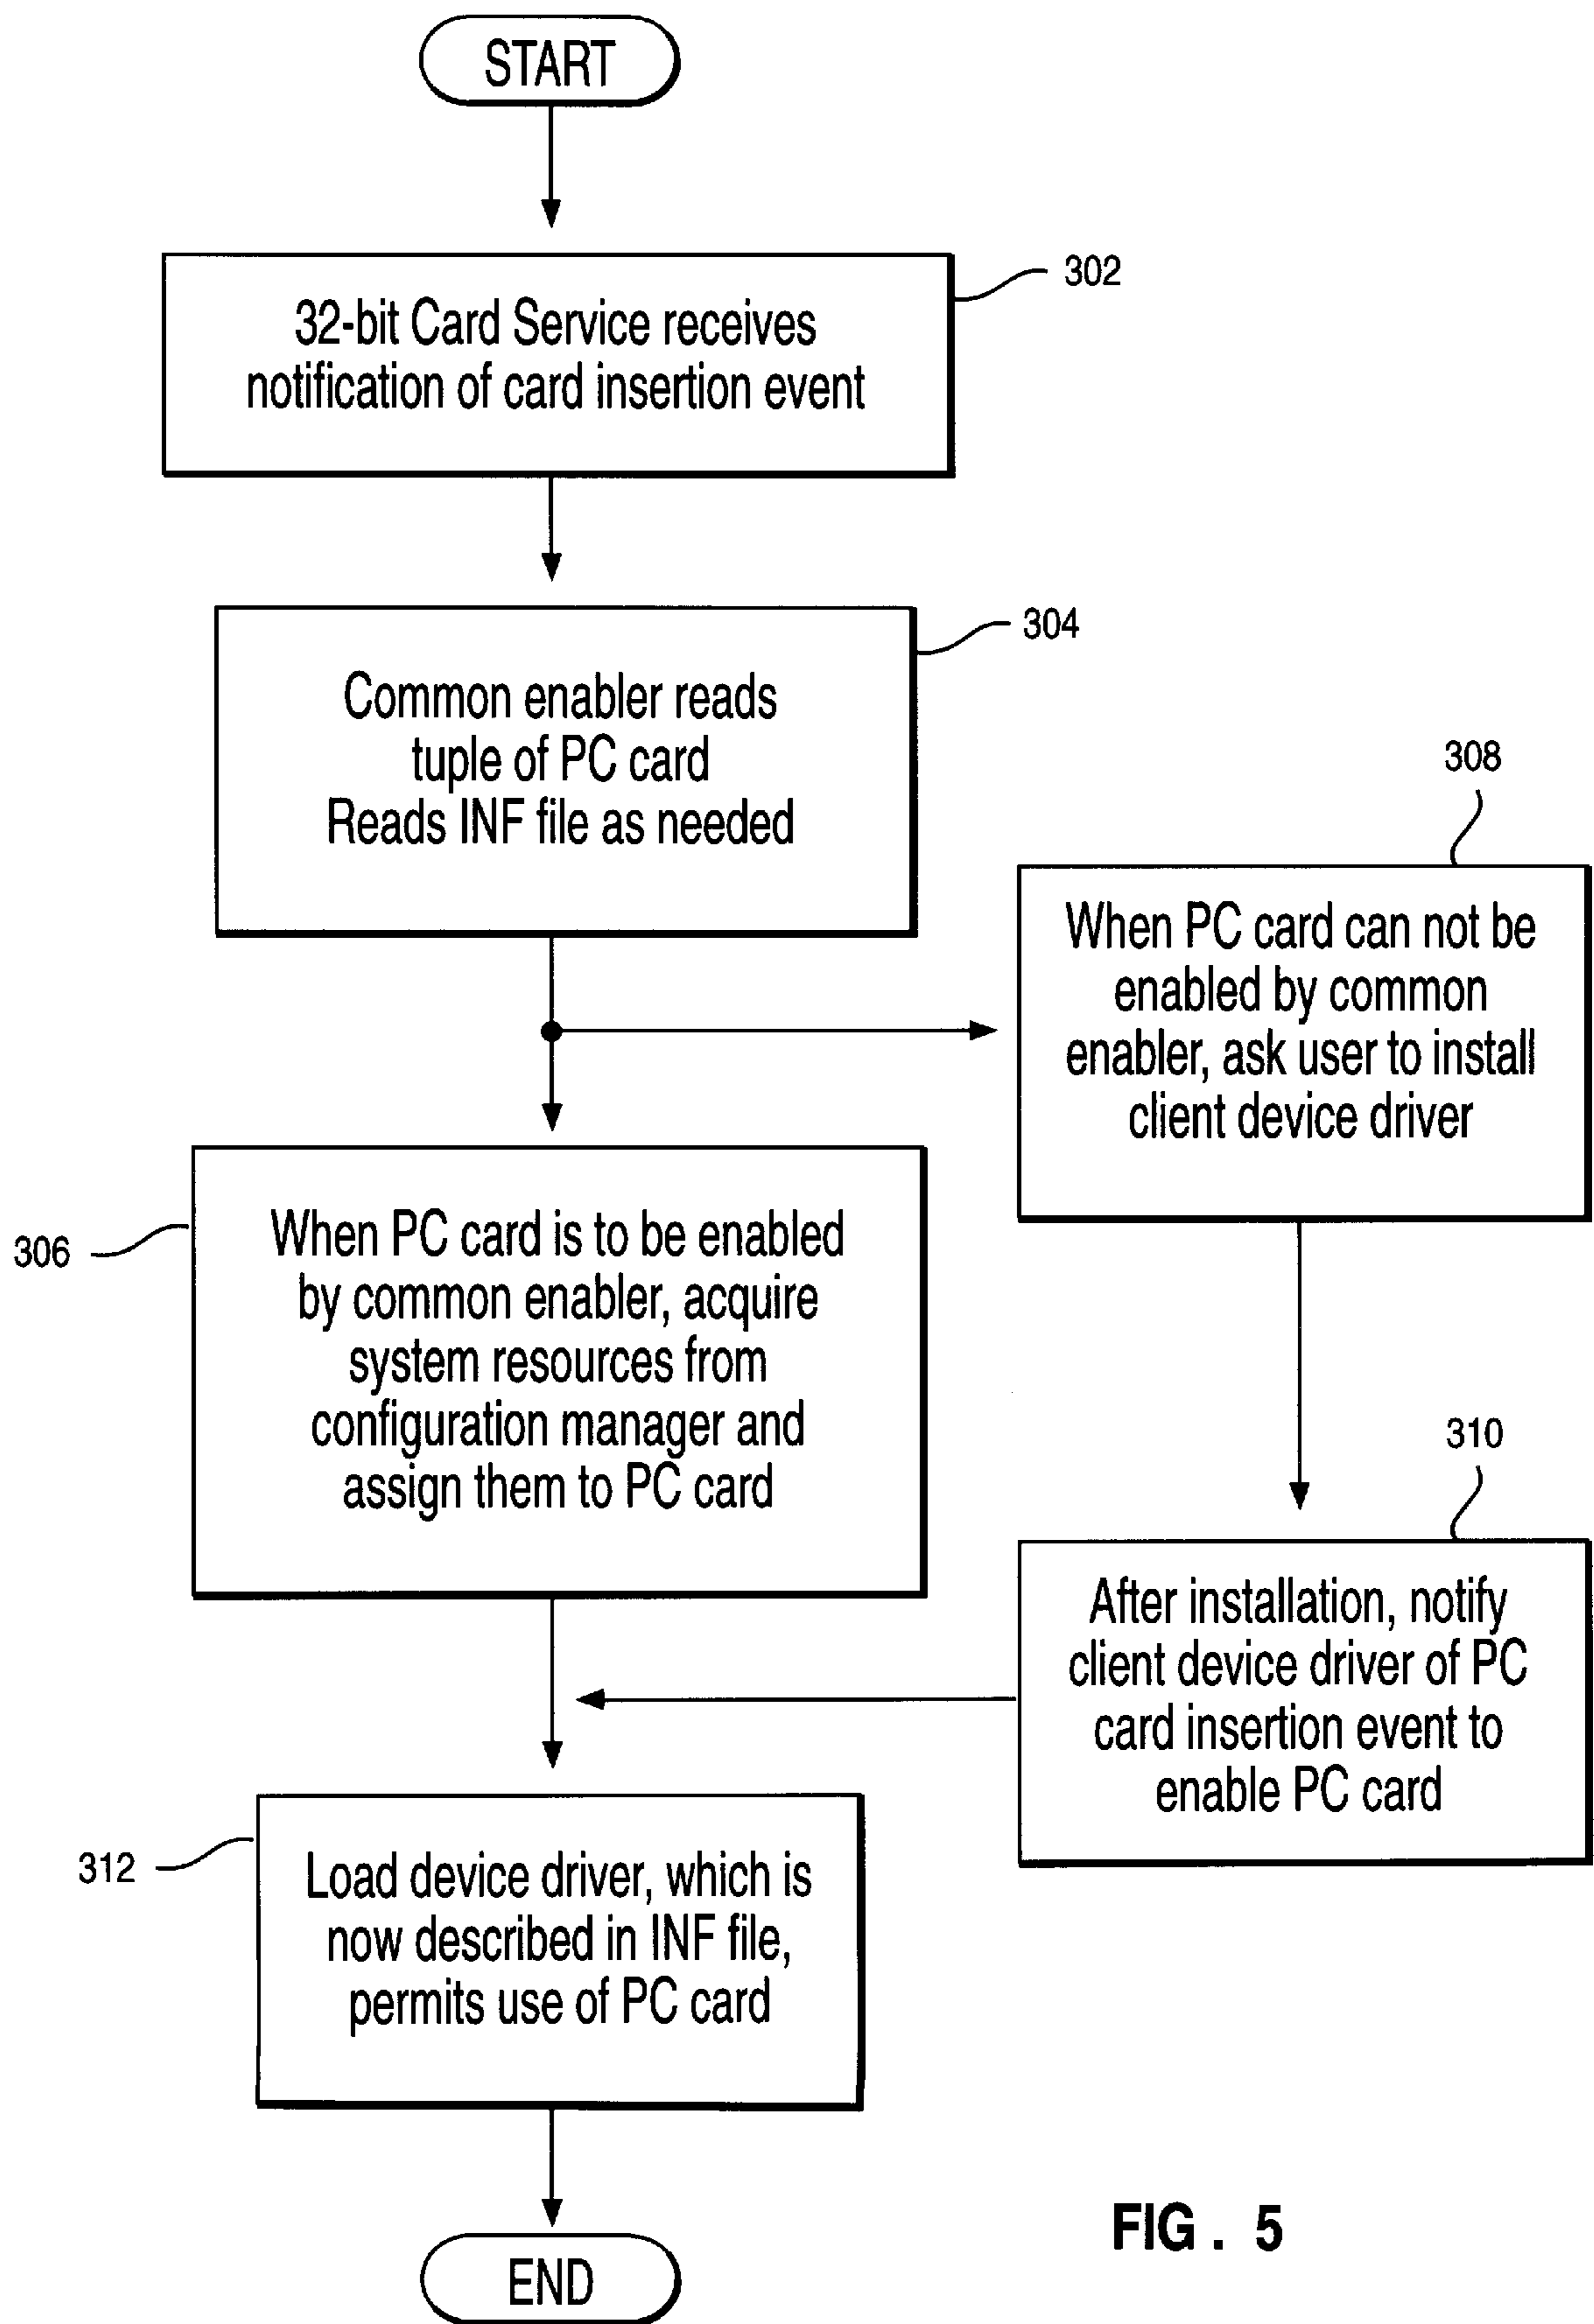 START
302
32-bit Card Service receives
notification of card insertion event
304
Common enabler reads
tuple of PC card
Reads INF file as needed
308
When PC card can not be
enabled by common
enabler, ask user to install
client device driver
306
When PC card is to be enabled
by common enabler, acquire
system resources from
configuration manager and
assign them to PC card
310
After installation, notify
client device driver of PC
card insertion event to
enable PC card
312
Load device driver, which is
now described in INF file,
permits use of PC card
END
FIG . 5